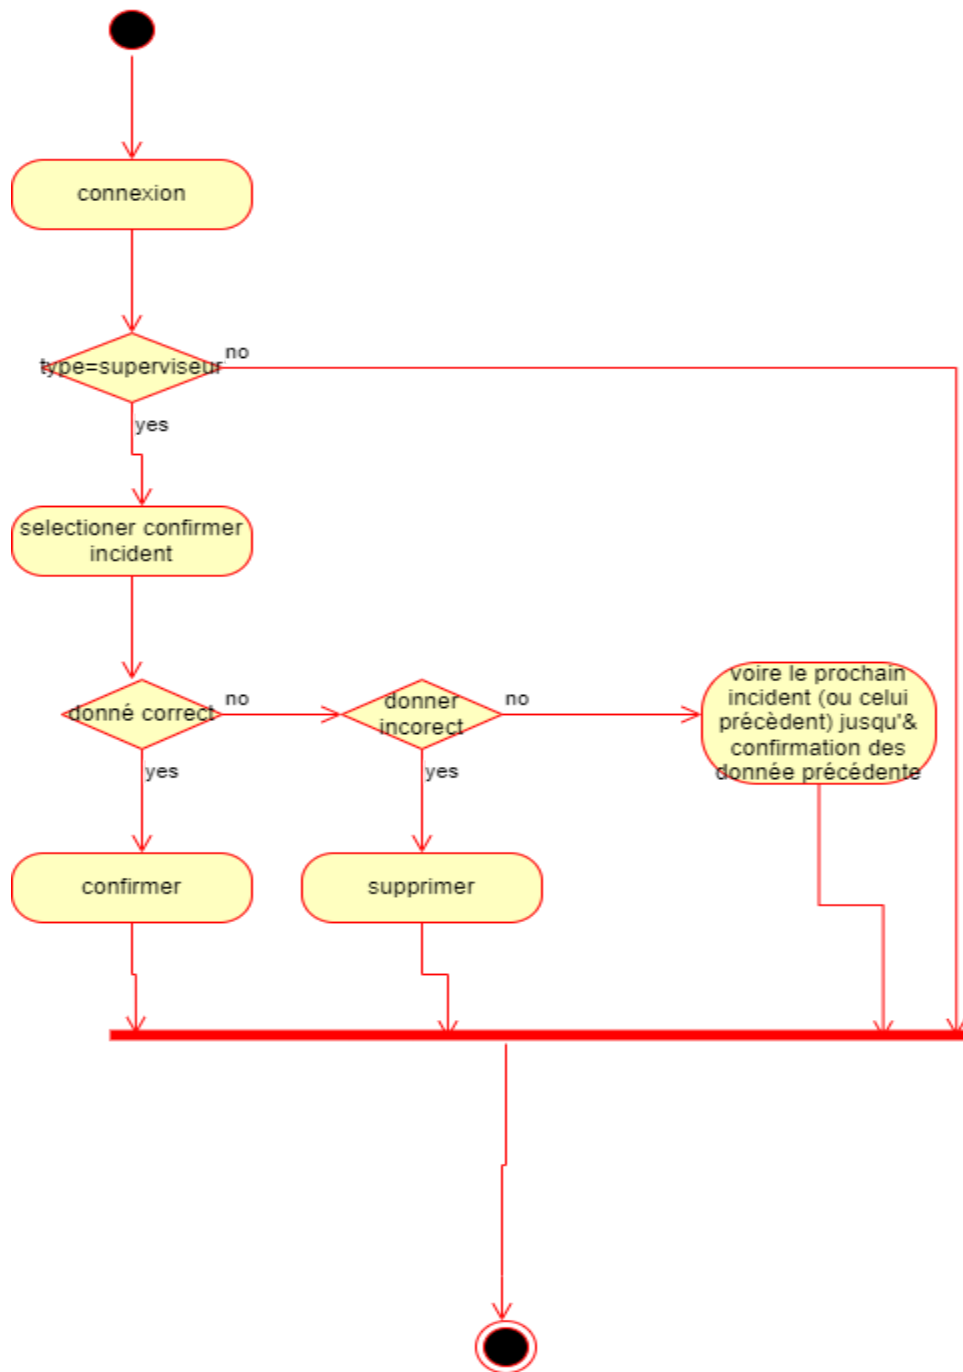 connexion
type=superviseur
no
yes
selectioner confirmer
incident
donné correct
no
yes
donner
incorect
no
yes
voire le prochain
incident (ou celui
précèdent) jusqu'&
confirmation des
donnée précédente
confirmer
supprimer